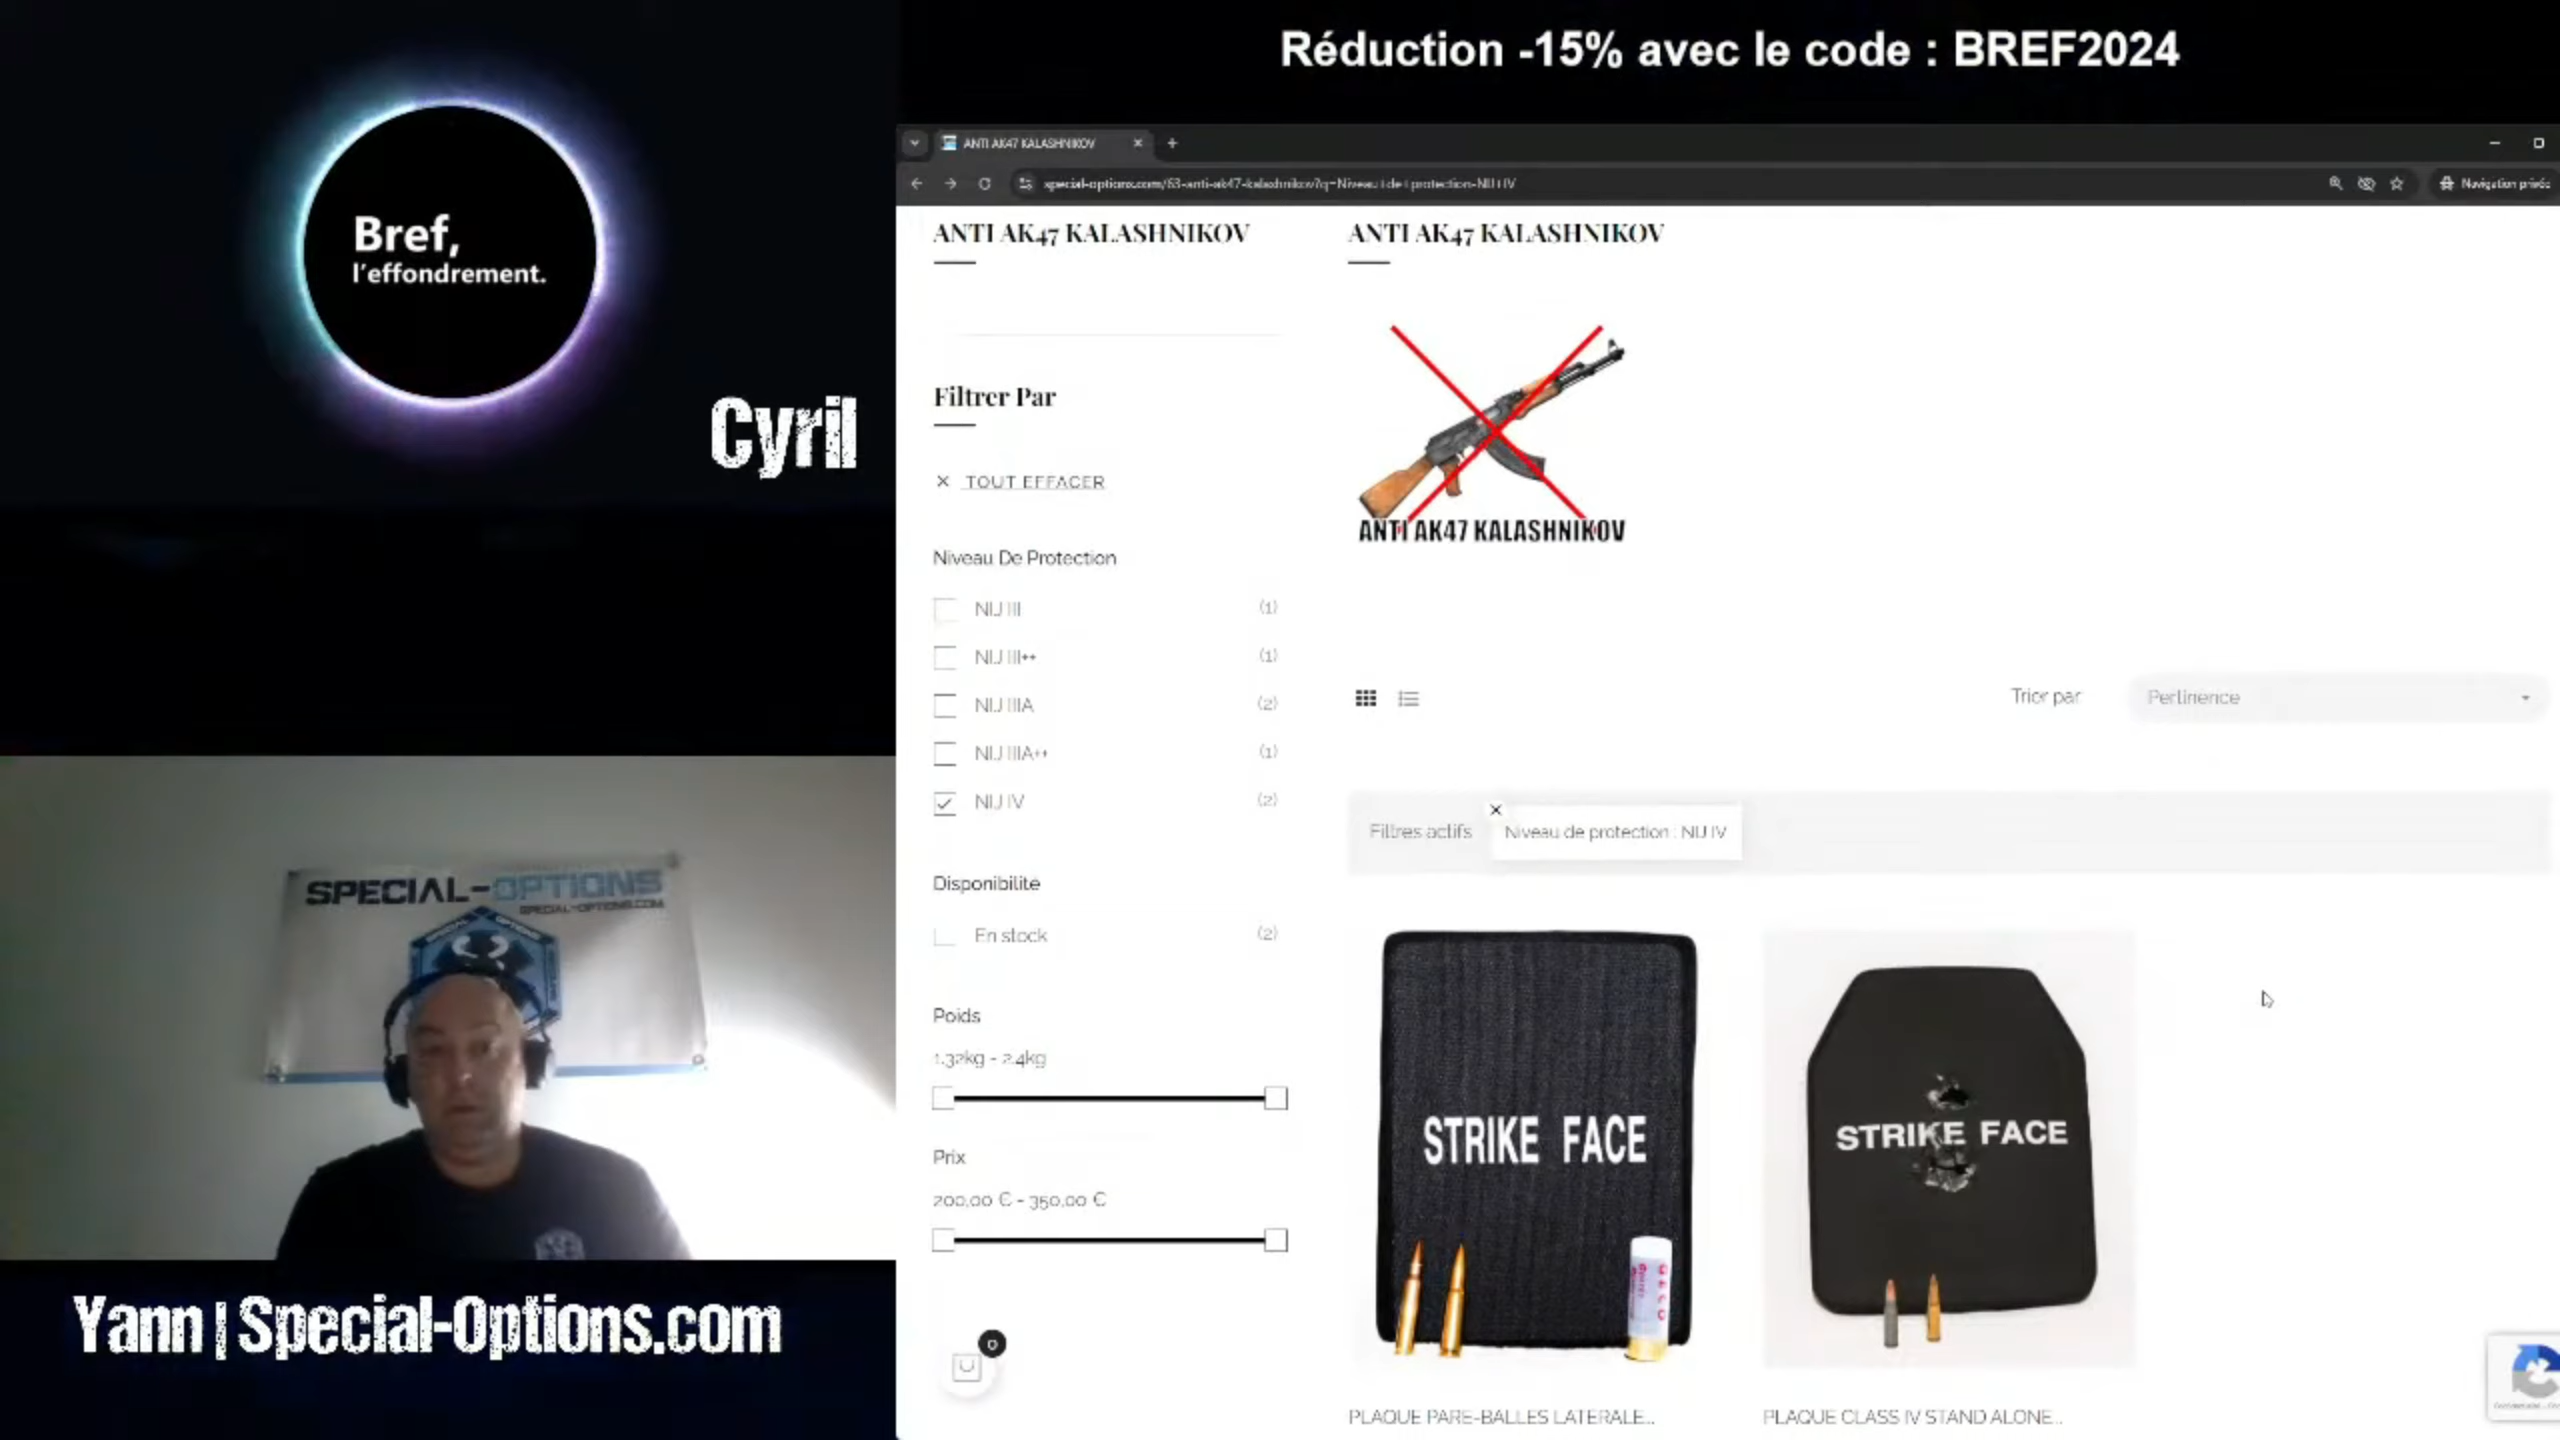 Réduction -15% avec le code : BREF2024
Bref,
l'effondrement.
Cyril
ANTI AK47 KALASHNIKOV
special-options.com/63-anti-ak47-kalashnikov?q=Niveau+de+protection-NIJ+IV
Navigation privée
ANTI AK47 KALASHNIKOV
Filtrer Par
TOUT EFFACER
Niveau De Protection
NIJ III (1)
NIJ III++ (1)
NIJ IIIA (2)
NIJ IIIA++ (1)
NIJ IV (2)
Disponibilité
En stock (2)
Poids
1.32kg - 2.4kg
Prix
200,00 € - 350,00 €
0
ANTI AK47 KALASHNIKOV
ANTI AK47 KALASHNIKOV
Trier par
Pertinence
Filtres actifs
Niveau de protection : NIJ IV
STRIKE FACE
STRIKE FACE
PLAQUE PARE-BALLES LATERALE...
PLAQUE CLASS IV STAND ALONE...
SPECIAL-OPTIONS
SPECIAL-OPTIONS.COM
Yann | Special-Options.com